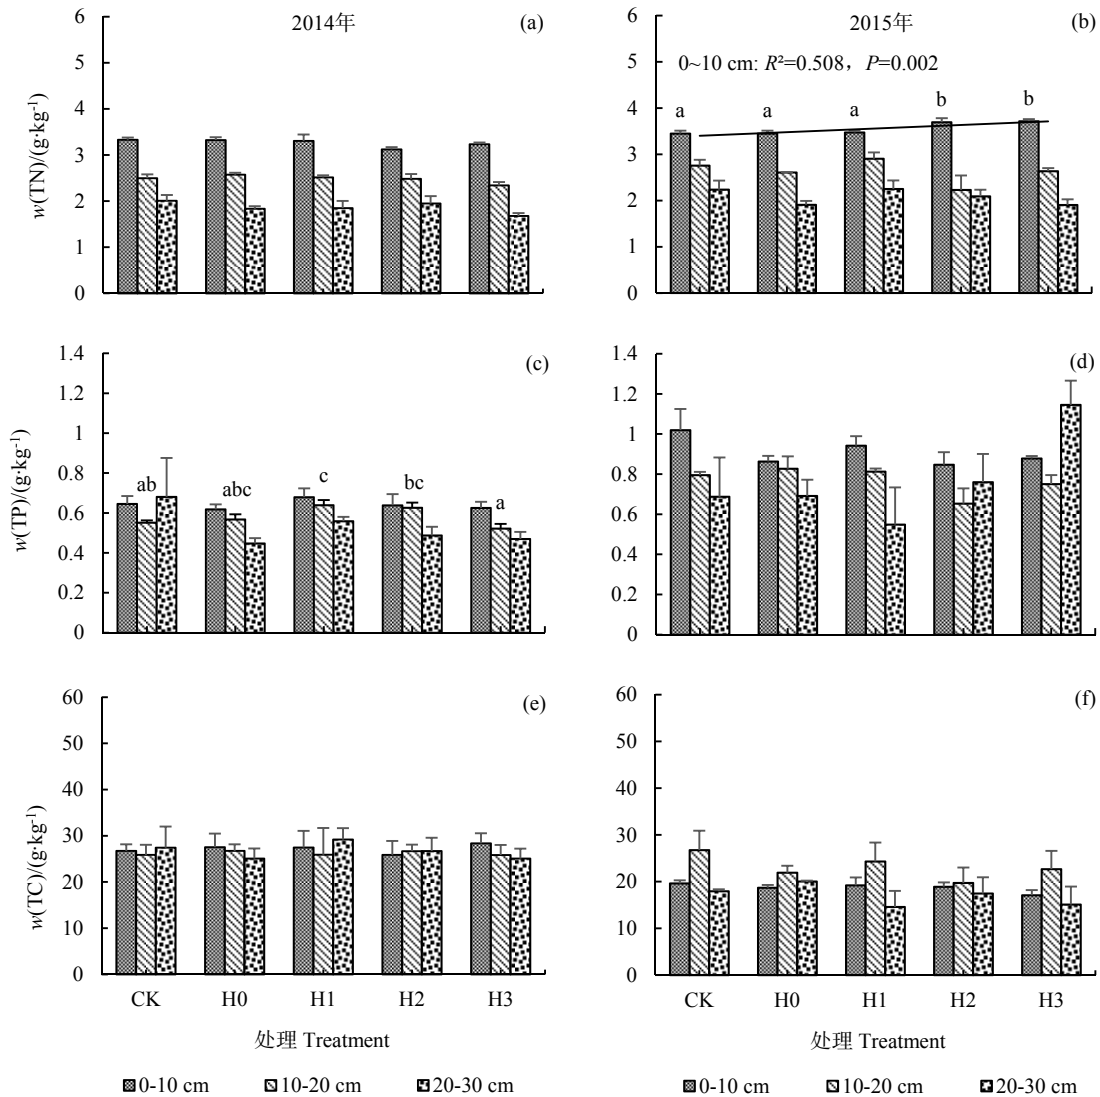 2014年
(a)
6
5
4
3
2
1
0
w(TN)/(g·kg⁻¹)
2015年
(b)
0~10 cm: R²=0.508, P=0.002
a
a
a
b
b
6
5
4
3
2
1
0
(c)
1.4
1.2
1
0.8
0.6
0.4
0.2
0
w(TP)/(g·kg⁻¹)
ab
abc
c
bc
a
(d)
1.4
1.2
1
0.8
0.6
0.4
0.2
0
(e)
60
50
40
30
20
10
0
w(TC)/(g·kg⁻¹)
CK H0 H1 H2 H3
处理 Treatment
0-10 cm 10-20 cm 20-30 cm
(f)
60
50
40
30
20
10
0
CK H0 H1 H2 H3
处理 Treatment
0-10 cm 10-20 cm 20-30 cm